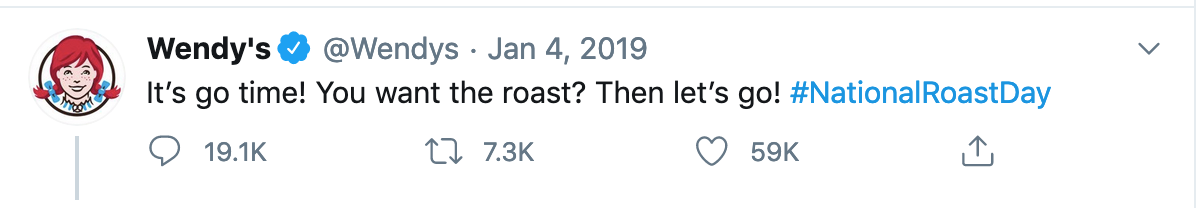 Wendy's @Wendys · Jan 4, 2019
It’s go time! You want the roast? Then let’s go! #NationalRoastDay
19.1K 7.3K 59K